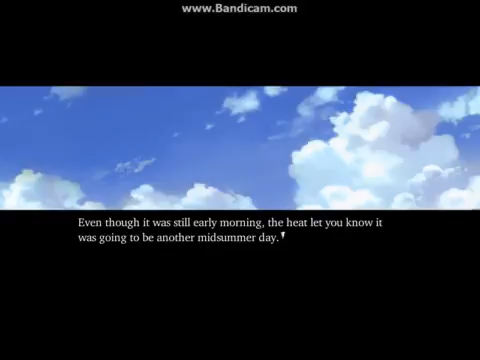 www.Bandicam.com
Even though it was still early morning, the heat let you know it
was going to be another midsummer day.